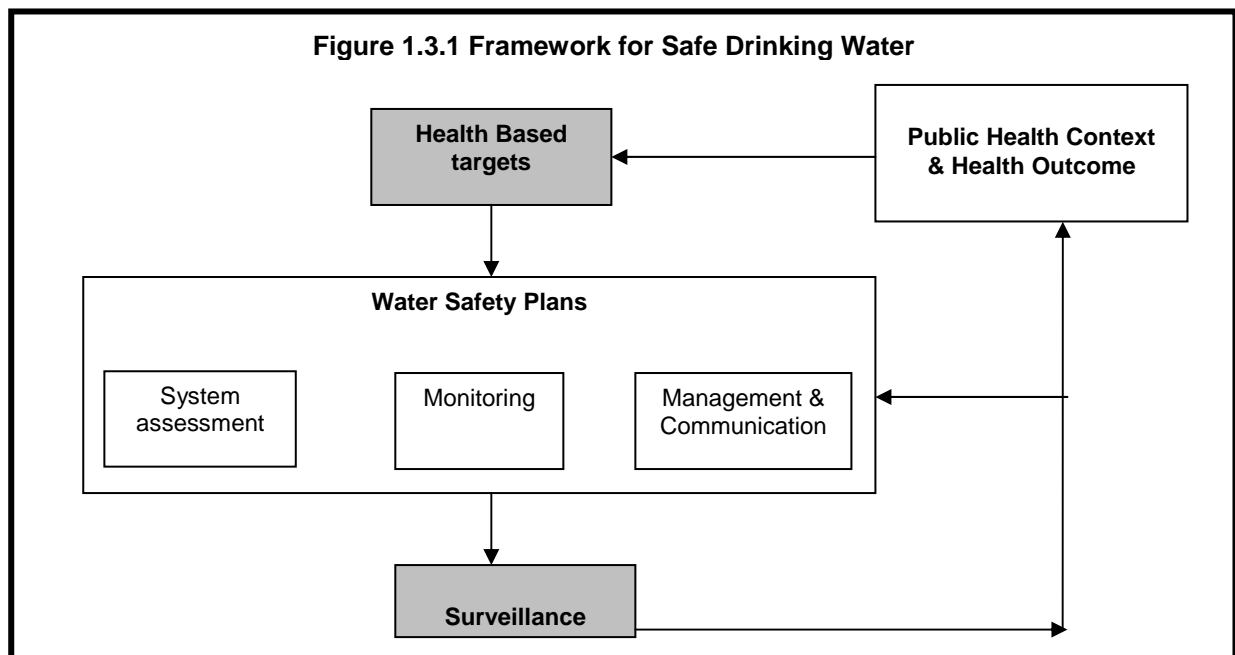 Figure 1.3.1 Framework for Safe Drinking Water
Health Based
targets
Public Health Context
& Health Outcome
Water Safety Plans
System
assessment
Monitoring
Management &
Communication
Surveillance